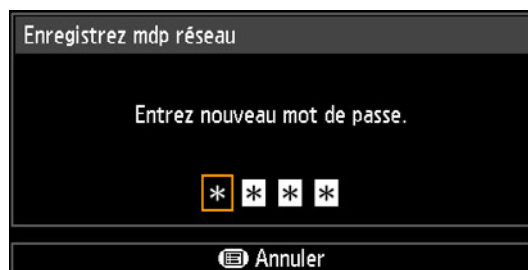 Enregistrez mdp réseau
Entrez nouveau mot de passe.
* * * *
Annuler